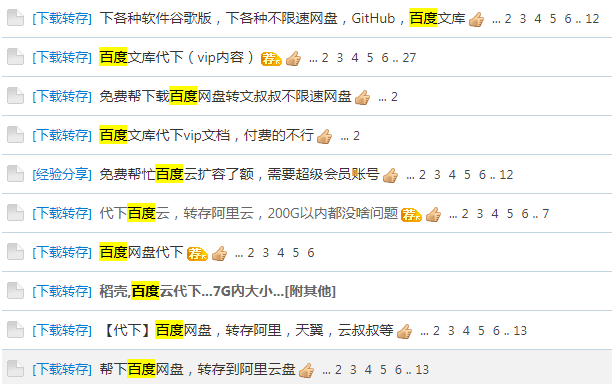 [下载转存] 下各种软件谷歌版，下各种不限速网盘，GitHub，百度文库 ... 2 3 4 5 6 .. 12
[下载转存] 百度文库代下（vip内容） 荐 ... 2 3 4 5 6 .. 27
[下载转存] 免费帮下载百度网盘转文叔叔不限速网盘 ... 2
[下载转存] 百度文库代下vip文档，付费的不行 ... 2
[经验分享] 免费帮忙百度云扩容了额，需要超级会员账号 ... 2 3 4 5 6 .. 12
[下载转存] 代下百度云，转存阿里云，200G以内都没啥问题 荐 ... 2 3 4 5 6 .. 7
[下载转存] 百度网盘代下 荐 ... 2 3 4 5 6
[下载转存] 稻壳,百度云代下...7G内大小...[附其他]
[下载转存] 【代下】百度网盘，转存阿里，天翼，云叔叔等 ... 2 3 4 5 6 .. 13
[下载转存] 帮下百度网盘，转存到阿里云盘 ... 2 3 4 5 6 .. 13